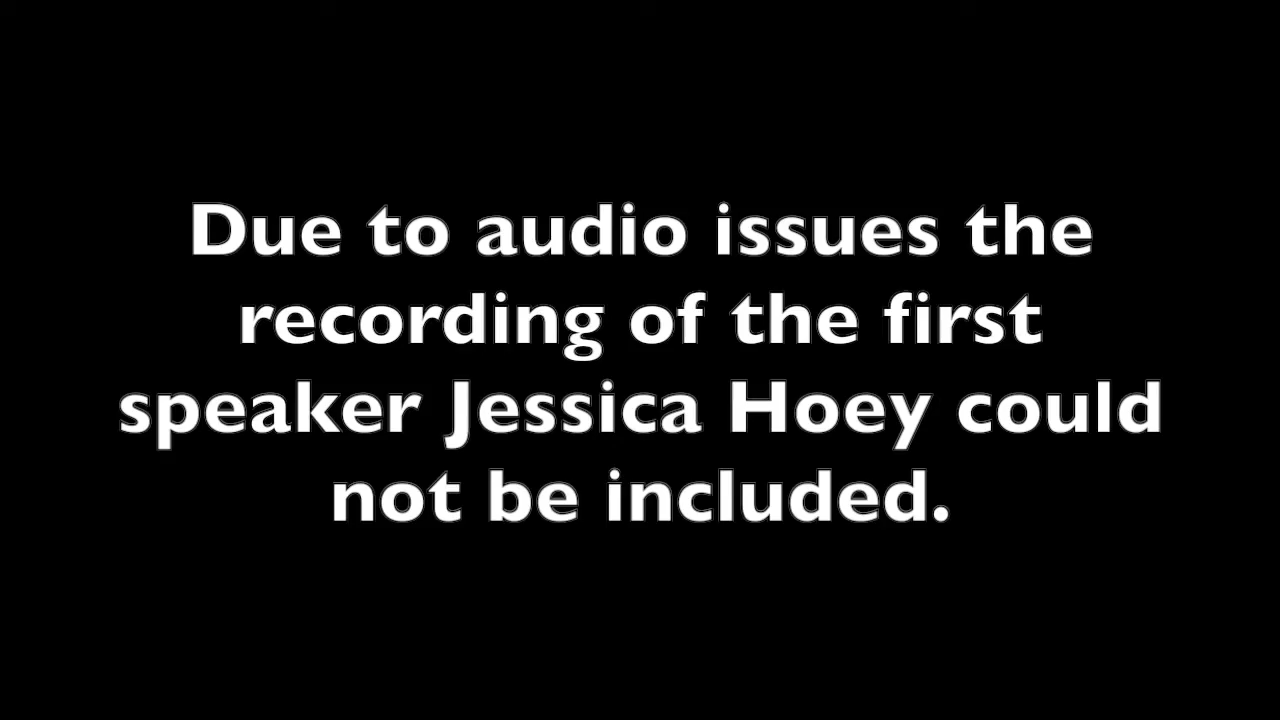 Due to audio issues the
recording of the first
speaker Jessica Hoey could
not be included.